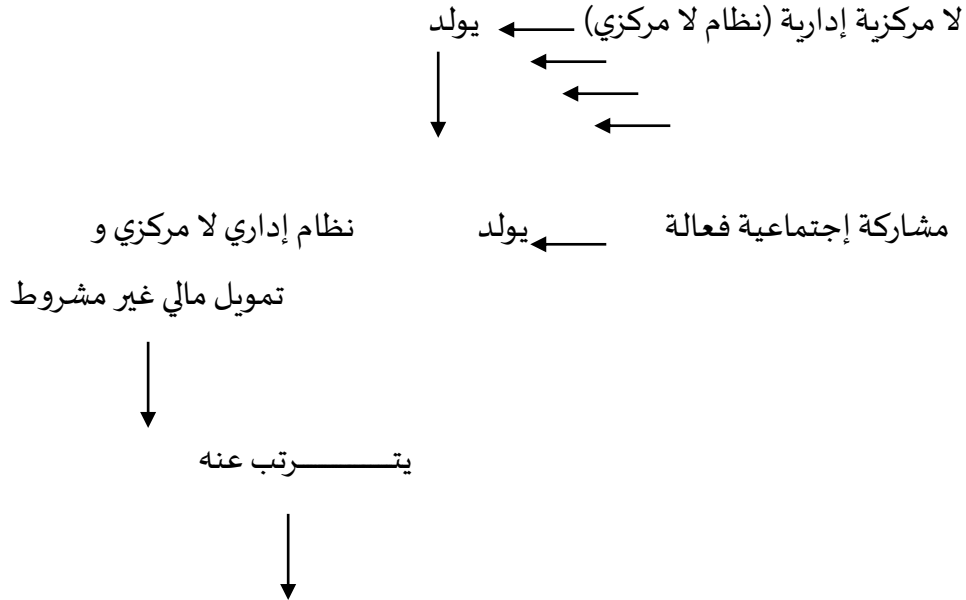 لا مركزية إدارية (نظام لا مركزي) يولد
مشاركة إجتماعية فعالة يولد نظام إداري لا مركزي و
تمويل مالي غير مشروط
يتـــــــــــرتب عنه